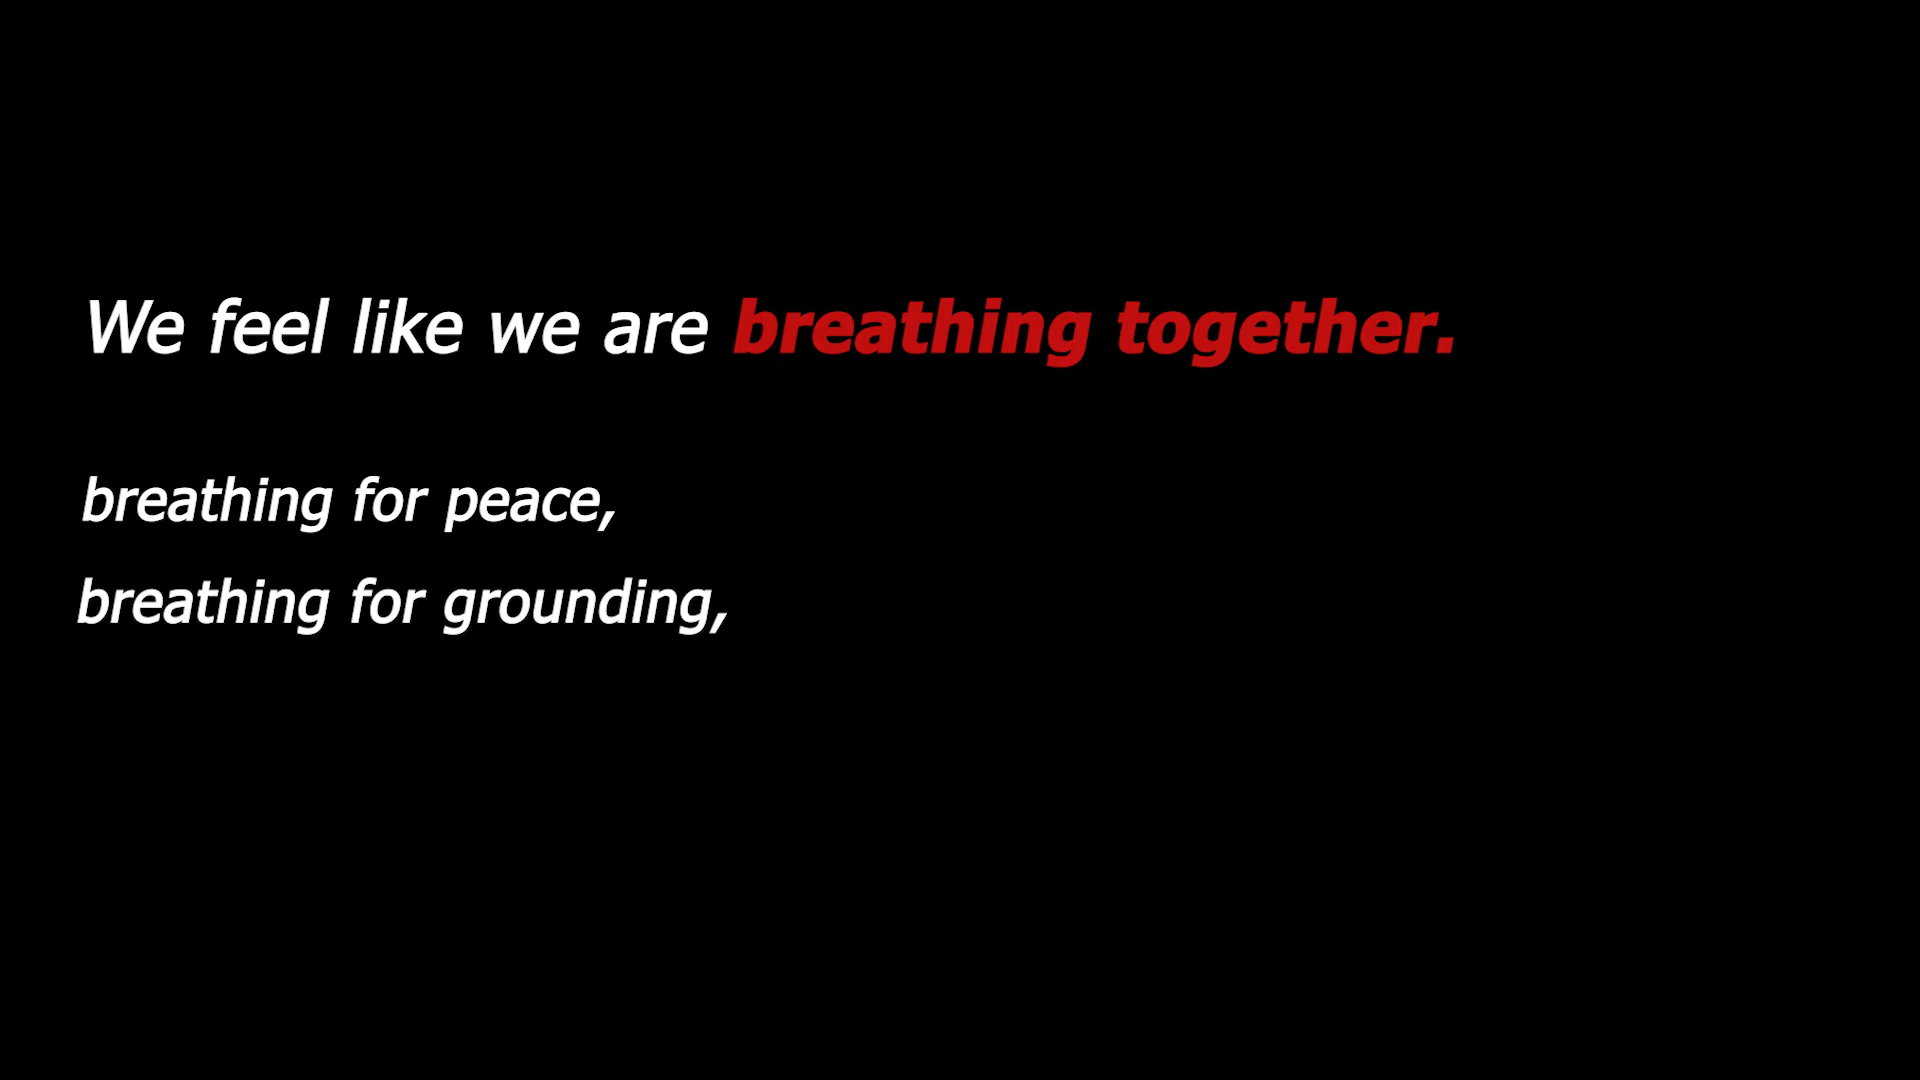 We feel like we are breathing together.
breathing for peace,
breathing for grounding,